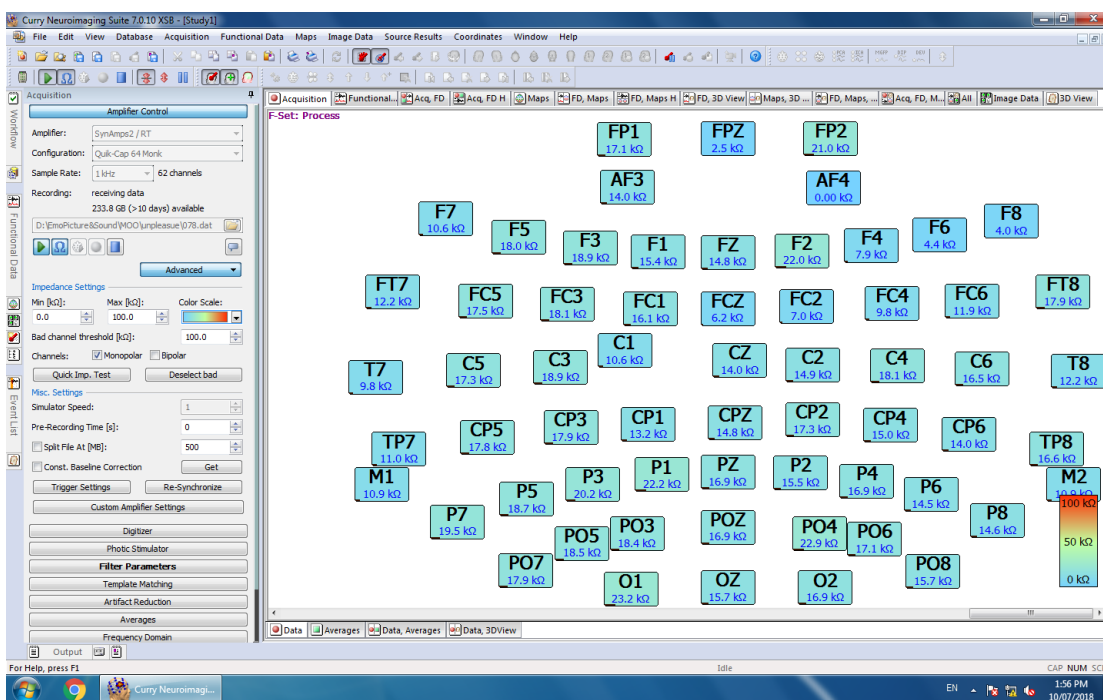 Curry Neuroimaging Suite 7.0.10 XSB - [Study1]
File Edit View Database Acquisition Functional Data Maps Image Data Source Results Coordinates Window Help
Acquisition
Acquisition Functional... Acq, FD Acq, FD H Maps FD, Maps FD, Maps H FD, 3D View Maps, 3D ... FD, Maps, ... Acq, FD, M... All Image Data 3D View
Workflow
Functional Data
Event List
Amplifier Control
Amplifier: SynAmps2 / RT
Configuration: Quik-Cap 64 Monk
Sample Rate: 1 kHz 62 channels
Recording: receiving data
233.8 GB (>10 days) available
D:\EmoPicture&Sound\MOO\unpleasue\078.dat
Advanced
Impedance Settings
Min [kΩ]: Max [kΩ]: Color Scale:
0.0 100.0
Bad channel threshold [kΩ]: 100.0
Channels: Monopolar Bipolar
Quick Imp. Test Deselect bad
Misc. Settings
Simulator Speed: 1
Pre-Recording Time [s]: 0
Split File At [MB]: 500
Const. Baseline Correction Get
Trigger Settings Re-Synchronize
Custom Amplifier Settings
Digitizer
Photic Stimulator
Filter Parameters
Template Matching
Artifact Reduction
Averages
Frequency Domain
Output
F-Set: Process
FP1 FPZ FP2
17.1 kΩ 2.5 kΩ 21.0 kΩ
AF3 AF4
14.0 kΩ 0.00 kΩ
F7 F5 F3 F1 FZ F2 F4 F6 F8
10.6 kΩ 18.0 kΩ 18.9 kΩ 15.4 kΩ 14.8 kΩ 22.0 kΩ 7.9 kΩ 4.4 kΩ 4.0 kΩ
FT7 FC5 FC3 FC1 FCZ FC2 FC4 FC6 FT8
12.2 kΩ 17.5 kΩ 18.1 kΩ 16.1 kΩ 6.2 kΩ 7.0 kΩ 9.8 kΩ 11.9 kΩ 17.9 kΩ
T7 C5 C3 C1 CZ C2 C4 C6 T8
9.8 kΩ 17.3 kΩ 18.9 kΩ 10.6 kΩ 14.0 kΩ 14.9 kΩ 18.1 kΩ 16.5 kΩ 12.2 kΩ
TP7 CP5 CP3 CP1 CPZ CP2 CP4 CP6 TP8
11.0 kΩ 17.8 kΩ 17.9 kΩ 13.2 kΩ 14.8 kΩ 17.3 kΩ 15.0 kΩ 14.0 kΩ 16.6 kΩ
M1 M2
10.9 kΩ 10.9 kΩ
P7 P5 P3 P1 PZ P2 P4 P6 P8
19.5 kΩ 18.7 kΩ 20.2 kΩ 22.2 kΩ 16.9 kΩ 15.5 kΩ 16.9 kΩ 14.5 kΩ 14.6 kΩ
PO7 PO5 PO3 POZ PO4 PO6 PO8
17.9 kΩ 18.5 kΩ 18.4 kΩ 16.9 kΩ 22.9 kΩ 17.1 kΩ 15.7 kΩ
O1 OZ O2
23.2 kΩ 15.7 kΩ 16.9 kΩ
100 kΩ
50 kΩ
0 kΩ
Data Averages Data, Averages Data, 3DView
For Help, press F1 Idle CAP NUM SC
Curry Neuroimagi... EN 1:56 PM
10/07/2018